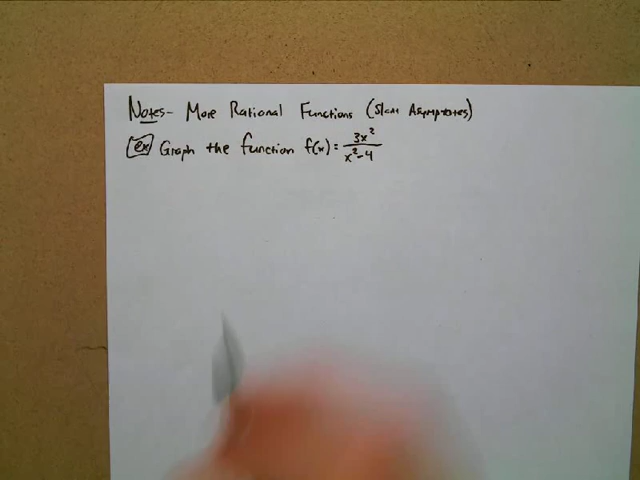 Notes - More Rational Functions (Slant Asymptotes)
ex Graph the function f(x) = 3x²/(x²-4)